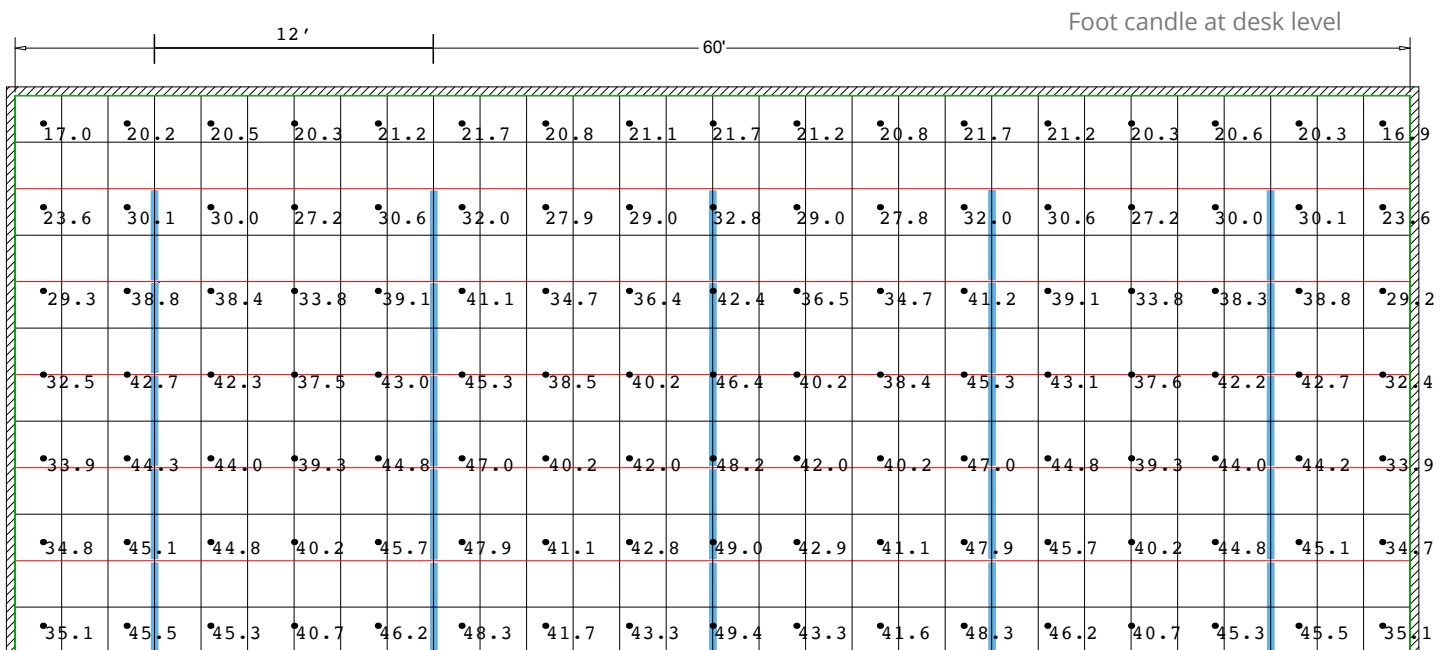 Foot candle at desk level
12’
60'
17.0 20.2 20.5 20.3 21.2 21.7 20.8 21.1 21.7 21.2 20.8 21.7 21.2 20.3 20.6 20.3 16.9
23.6 30.1 30.0 27.2 30.6 32.0 27.9 29.0 32.8 29.0 27.8 32.0 30.6 27.2 30.0 30.1 23.6
29.3 38.8 38.4 33.8 39.1 41.1 34.7 36.4 42.4 36.5 34.7 41.2 39.1 33.8 38.3 38.8 29.2
32.5 42.7 42.3 37.5 43.0 45.3 38.5 40.2 46.4 40.2 38.4 45.3 43.1 37.6 42.2 42.7 32.4
33.9 44.3 44.0 39.3 44.8 47.0 40.2 42.0 48.2 42.0 40.2 47.0 44.8 39.3 44.0 44.2 33.9
34.8 45.1 44.8 40.2 45.7 47.9 41.1 42.8 49.0 42.9 41.1 47.9 45.7 40.2 44.8 45.1 34.7
35.1 45.5 45.3 40.7 46.2 48.3 41.7 43.3 49.4 43.3 41.6 48.3 46.2 40.7 45.3 45.5 35.1